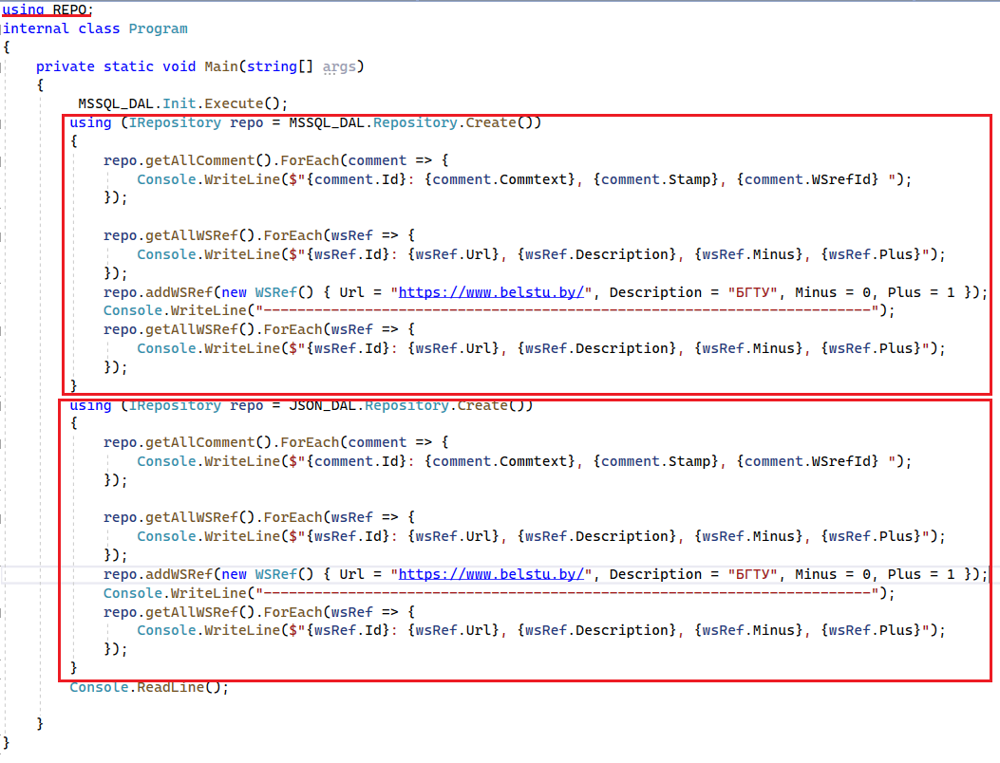 using REPO;
internal class Program
{
    private static void Main(string[] args)
    {
         MSSQL_DAL.Init.Execute();
        using (IRepository repo = MSSQL_DAL.Repository.Create())
        {
            repo.getAllComment().ForEach(comment => {
                Console.WriteLine($"{comment.Id}: {comment.Commtext}, {comment.Stamp}, {comment.WSrefId} ");
            });

            repo.getAllWSRef().ForEach(wsRef => {
                Console.WriteLine($"{wsRef.Id}: {wsRef.Url}, {wsRef.Description}, {wsRef.Minus}, {wsRef.Plus}");
            });
            repo.addWSRef(new WSRef() { Url = "https://www.belstu.by/", Description = "БГТУ", Minus = 0, Plus = 1 });
            Console.WriteLine("------------------------------------------------------------------------");
            repo.getAllWSRef().ForEach(wsRef => {
                Console.WriteLine($"{wsRef.Id}: {wsRef.Url}, {wsRef.Description}, {wsRef.Minus}, {wsRef.Plus}");
            });
        }
        using (IRepository repo = JSON_DAL.Repository.Create())
        {
            repo.getAllComment().ForEach(comment => {
                Console.WriteLine($"{comment.Id}: {comment.Commtext}, {comment.Stamp}, {comment.WSrefId} ");
            });

            repo.getAllWSRef().ForEach(wsRef => {
                Console.WriteLine($"{wsRef.Id}: {wsRef.Url}, {wsRef.Description}, {wsRef.Minus}, {wsRef.Plus}");
            });
            repo.addWSRef(new WSRef() { Url = "https://www.belstu.by/", Description = "БГТУ", Minus = 0, Plus = 1 });
            Console.WriteLine("------------------------------------------------------------------------");
            repo.getAllWSRef().ForEach(wsRef => {
                Console.WriteLine($"{wsRef.Id}: {wsRef.Url}, {wsRef.Description}, {wsRef.Minus}, {wsRef.Plus}");
            });
        }
        Console.ReadLine();

    }
}